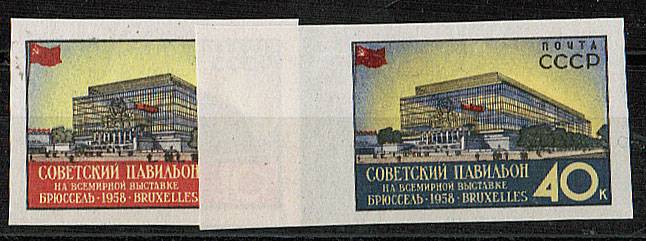 СОВЕТСКИЙ ПАВИЛЬОН
НА ВСЕМИРНОЙ ВЫСТАВКЕ
БРЮССЕЛЬ·1958·BRUXELLES
ПОЧТА
СССР
СОВЕТСКИЙ ПАВИЛЬОН
НА ВСЕМИРНОЙ ВЫСТАВКЕ
БРЮССЕЛЬ·1958·BRUXELLES
40К